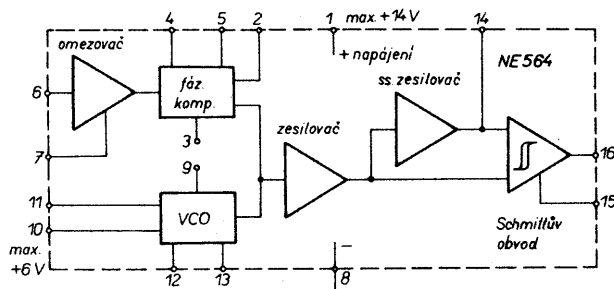 4
5
2
1
max. +14 V
14
omezovač
+ napájení
NE564
6
fáz.
komp.
ss. zesilovač
7
3
zesilovač
9
16
11
VCO
15
10
Schmittův
obvod
max.
+6 V
12
13
–
8